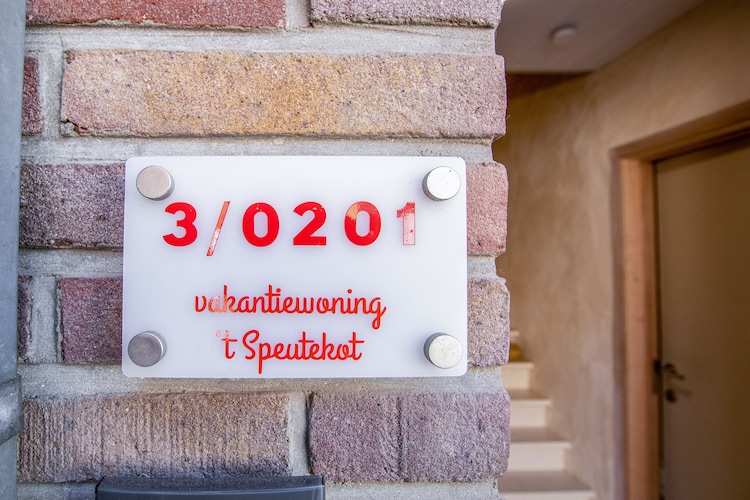 3/0201
vakantiewoning
't Speutekot